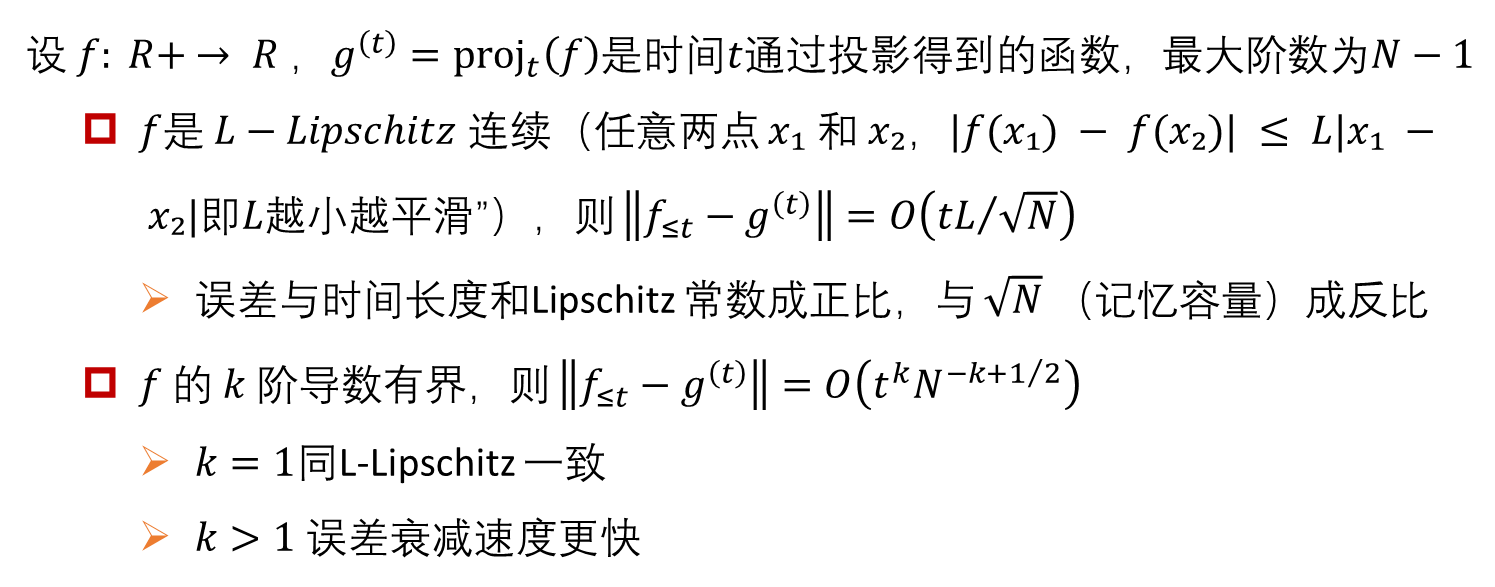 设 f: R+→ R ，g^(t) = proj_t(f)是时间t通过投影得到的函数，最大阶数为N − 1
f是 L − Lipschitz 连续（任意两点 x₁ 和 x₂，|f(x₁) − f(x₂)| ≤ L|x₁ −
x₂|即L越小越平滑”），则‖f_≤t − g^(t)‖ = O(tL/√N)
➢ 误差与时间长度和Lipschitz 常数成正比，与 √N （记忆容量）成反比
f 的 k 阶导数有界，则‖f_≤t − g^(t)‖ = O(t^k N^(−k+1/2))
➢ k = 1同L-Lipschitz 一致
➢ k > 1 误差衰减速度更快